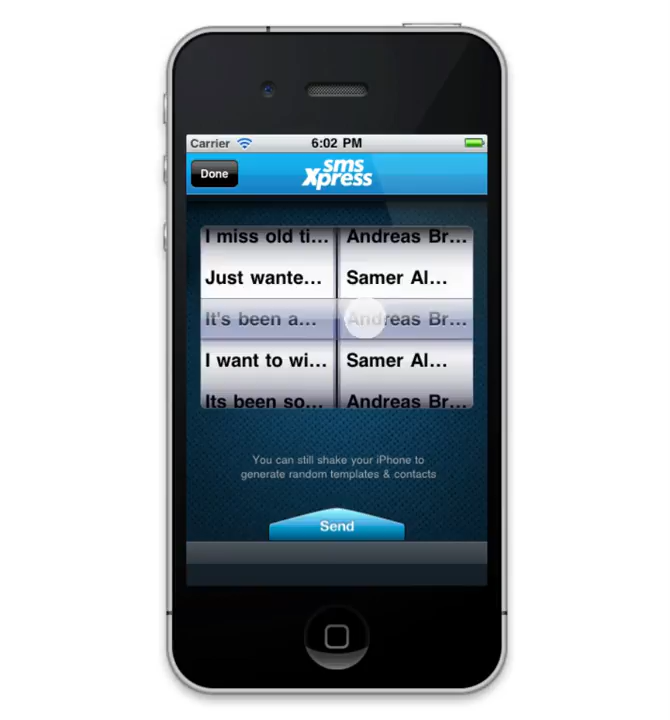 Carrier 6:02 PM
Done
sms
Xpress
I miss old ti... Andreas Br...
Just wante... Samer Al...
It's been a... Andreas Br...
I want to wi... Samer Al...
Its been so... Andreas Br...
You can still shake your iPhone to
generate random templates & contacts
Send